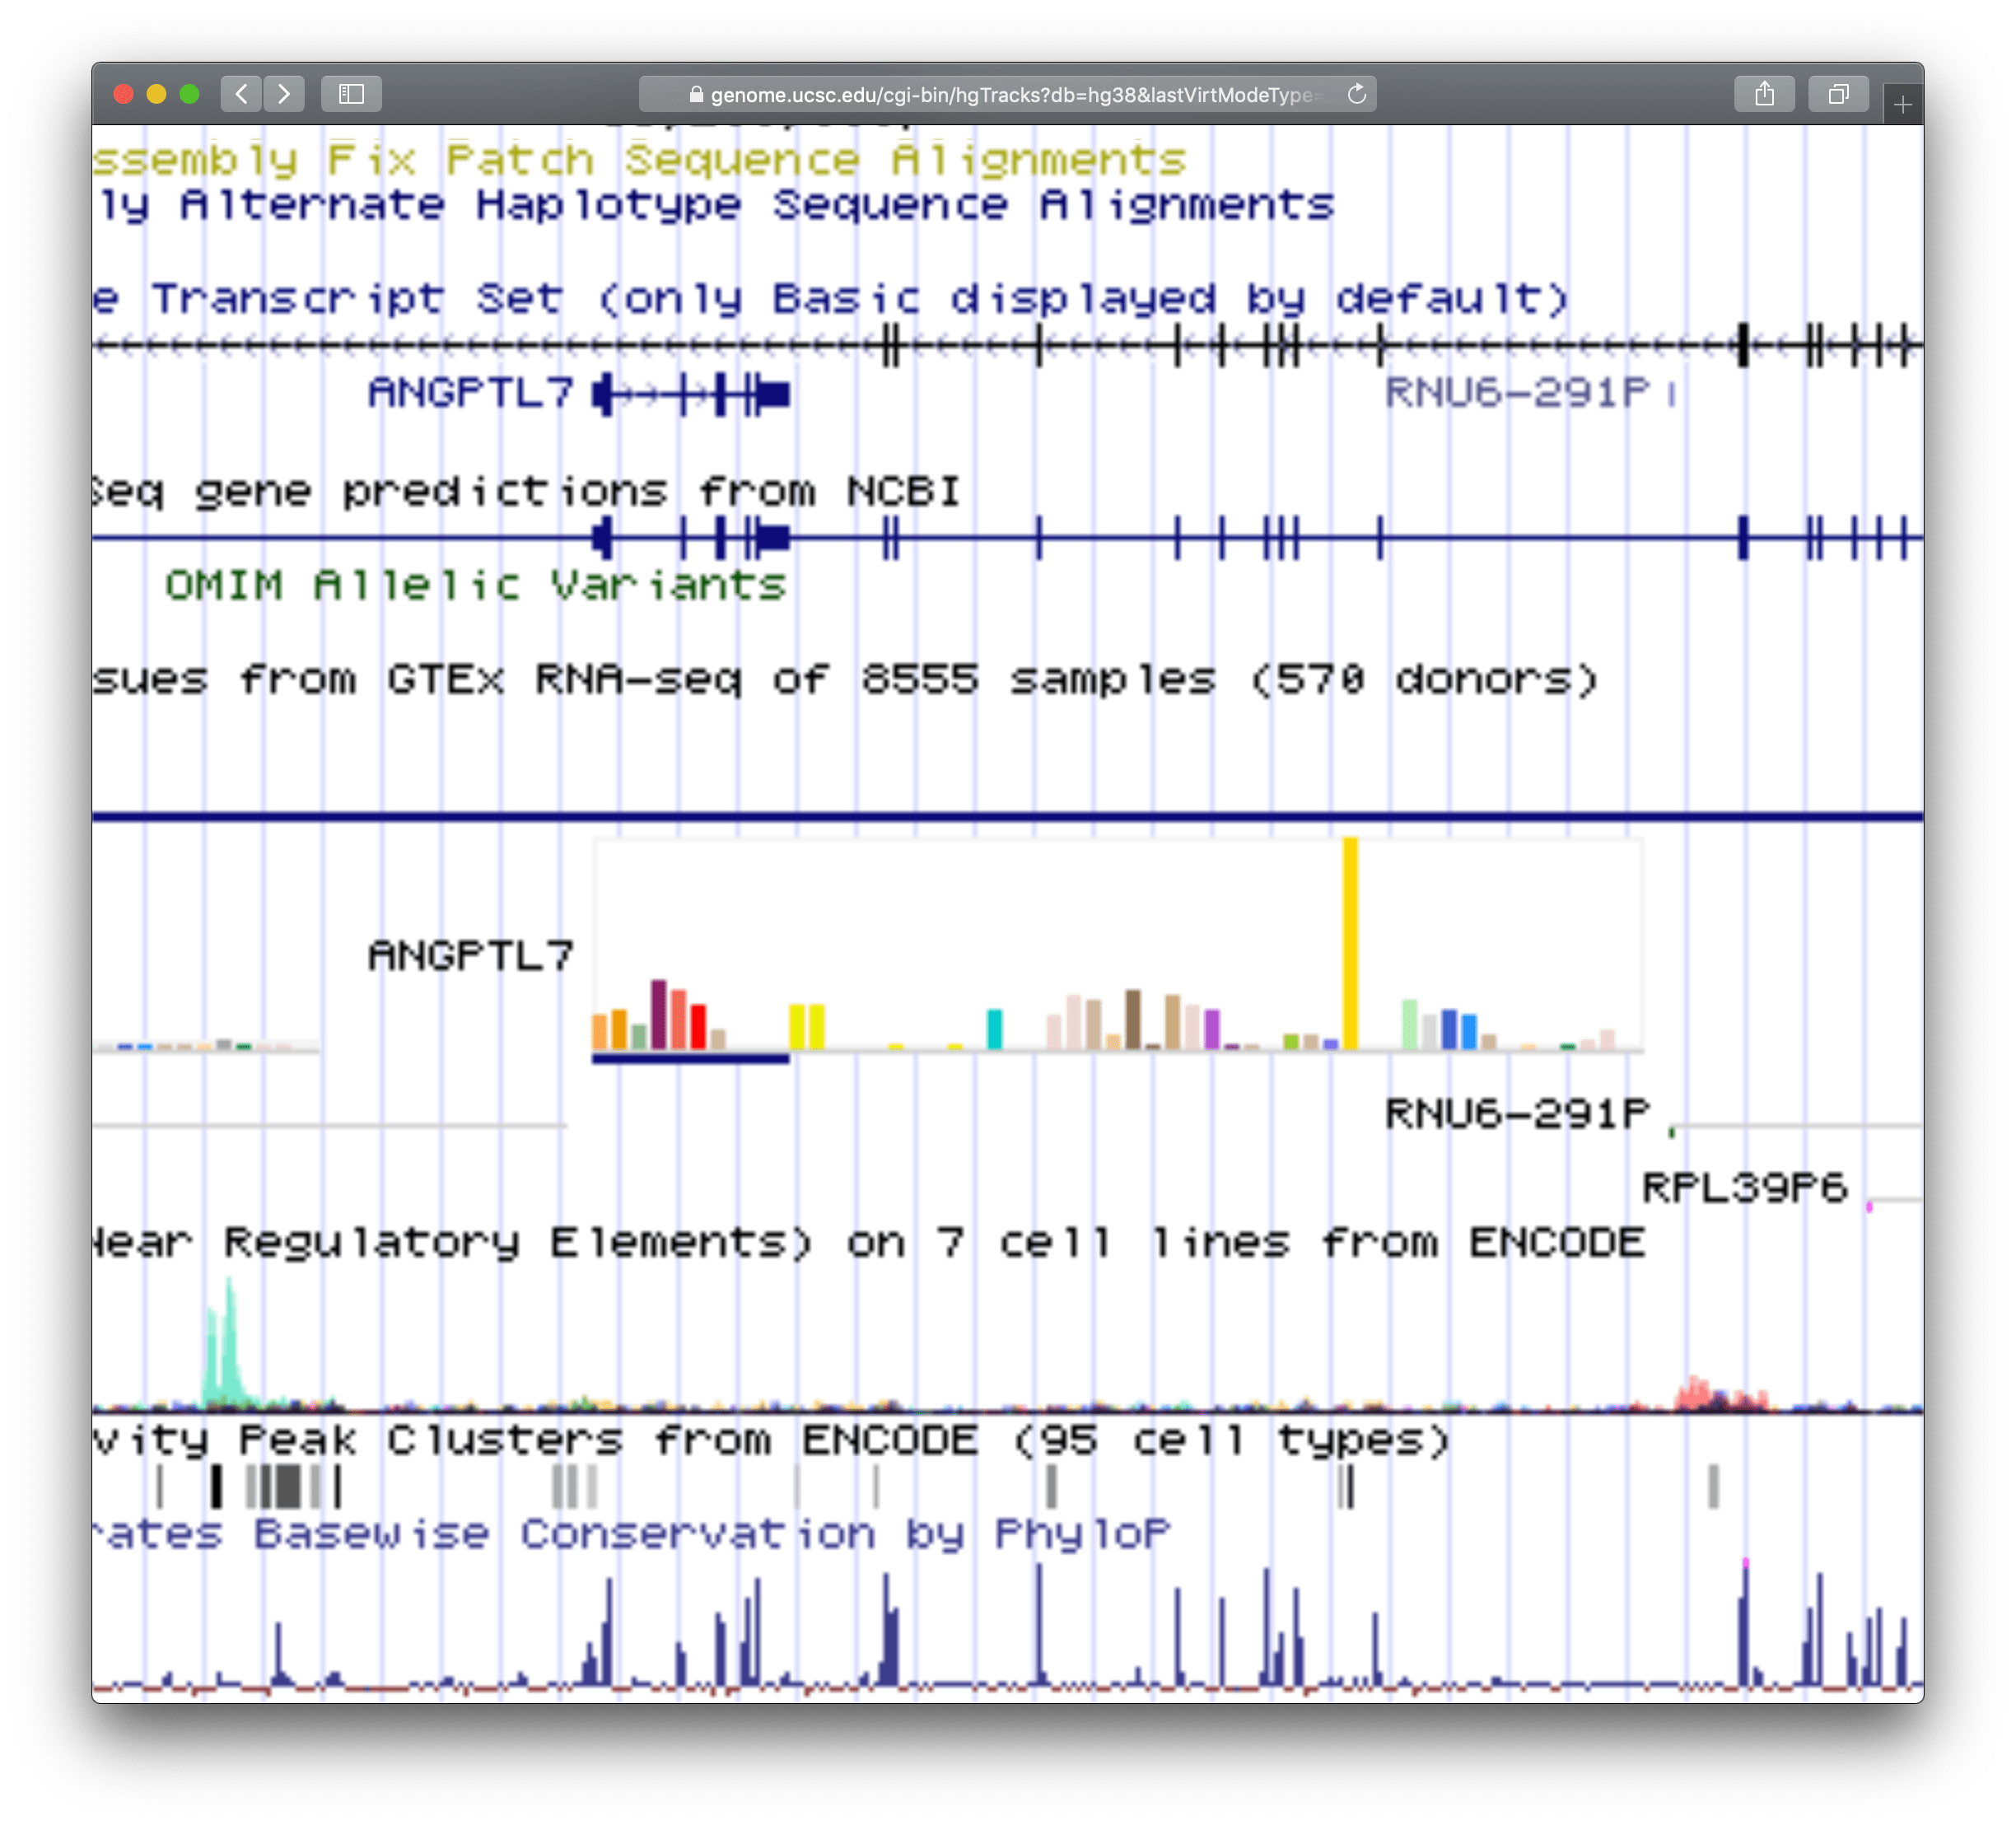 genome.ucsc.edu/cgi-bin/hgTracks?db=hg38&lastVirtModeType=
ssembly Fix Patch Sequence Alignments
ly Alternate Haplotype Sequence Alignments
e Transcript Set (only Basic displayed by default)
ANGPTL7
RNU6-291P
Seq gene predictions from NCBI
OMIM Allelic Variants
sues from GTEx RNA-seq of 8555 samples (570 donors)
ANGPTL7
RNU6-291P
RPL39P6
Near Regulatory Elements) on 7 cell lines from ENCODE
vity Peak Clusters from ENCODE (95 cell types)
rates Basewise Conservation by PhyloP